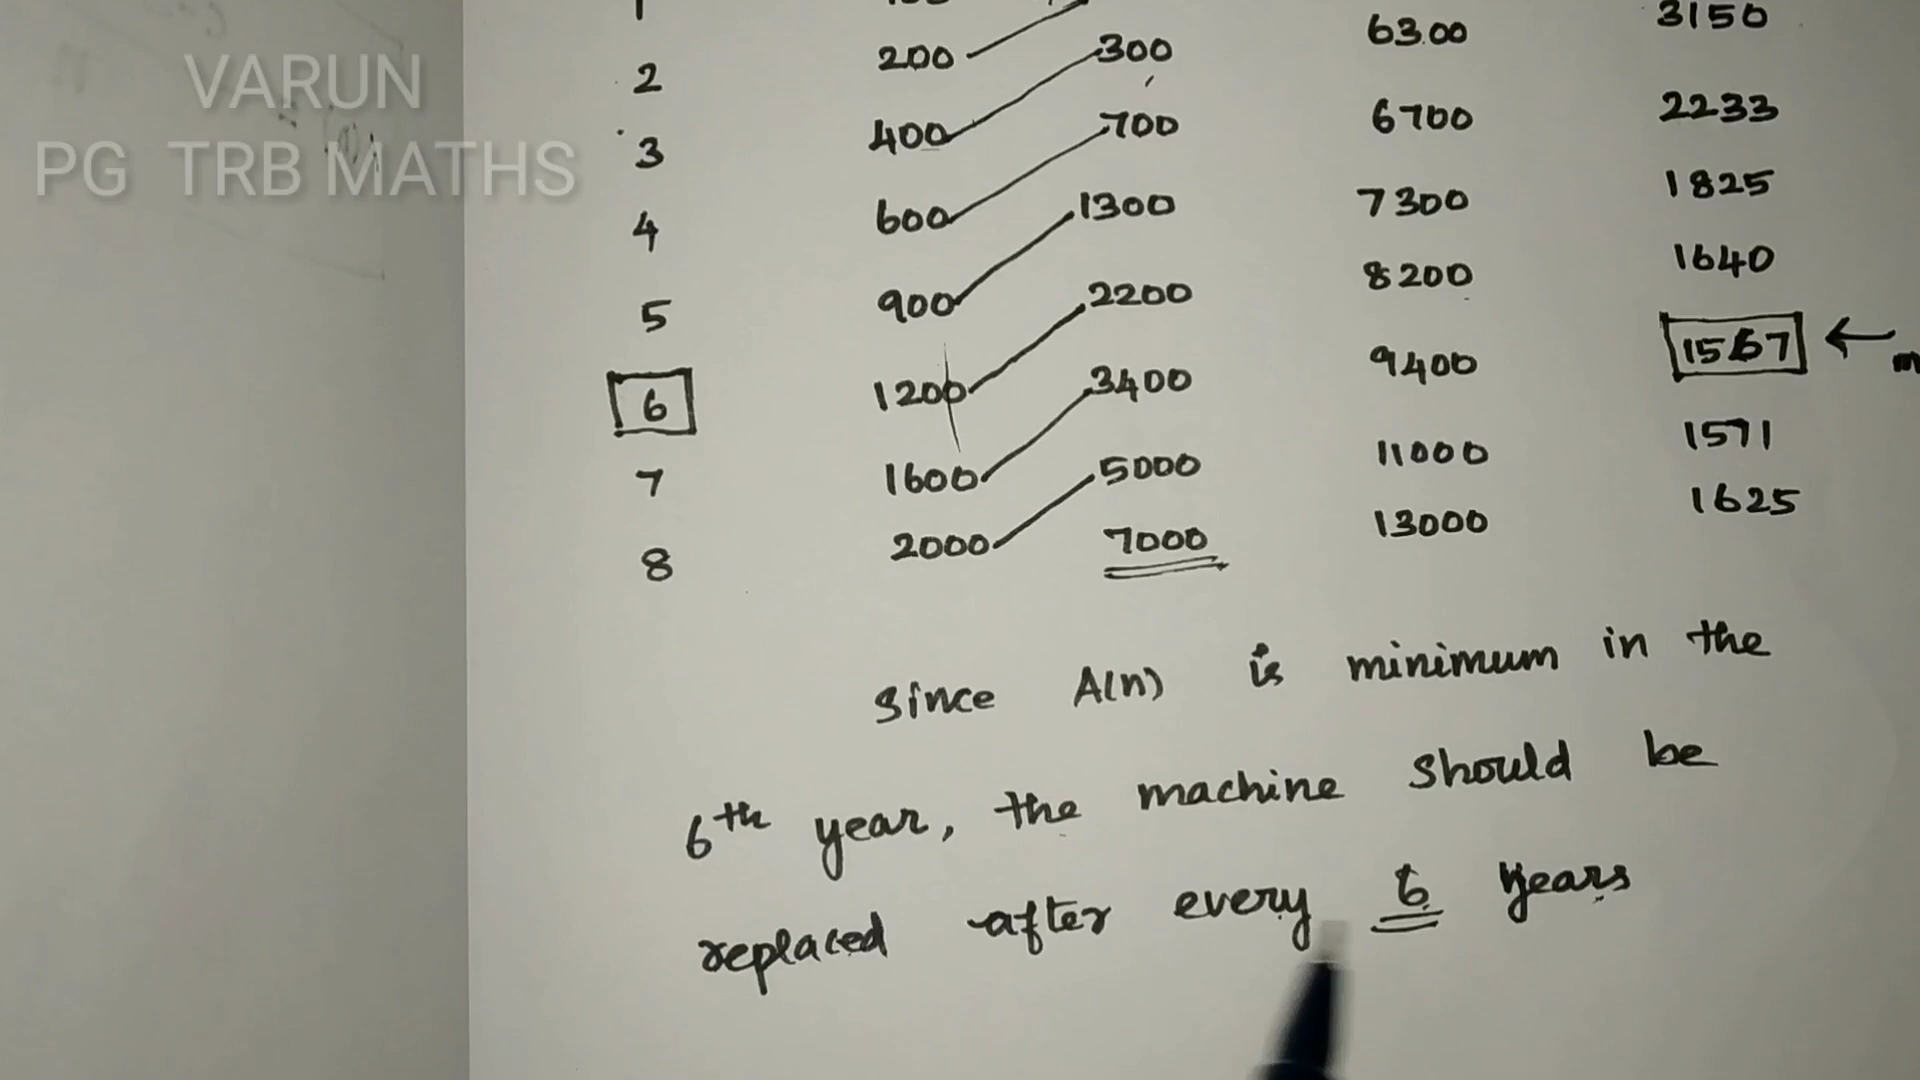 VARUN
PG TRB MATHS
1
2 200 300 6300 3150
3 400 700 6700 2233
4 600 1300 7300 1825
5 900 2200 8200 1640
6 1200 3400 9400 1567 ←
7 1600 5000 11000 1571
8 2000 7000 13000 1625
Since A(n) is minimum in the
6th year, the machine should be
replaced after every 6 years